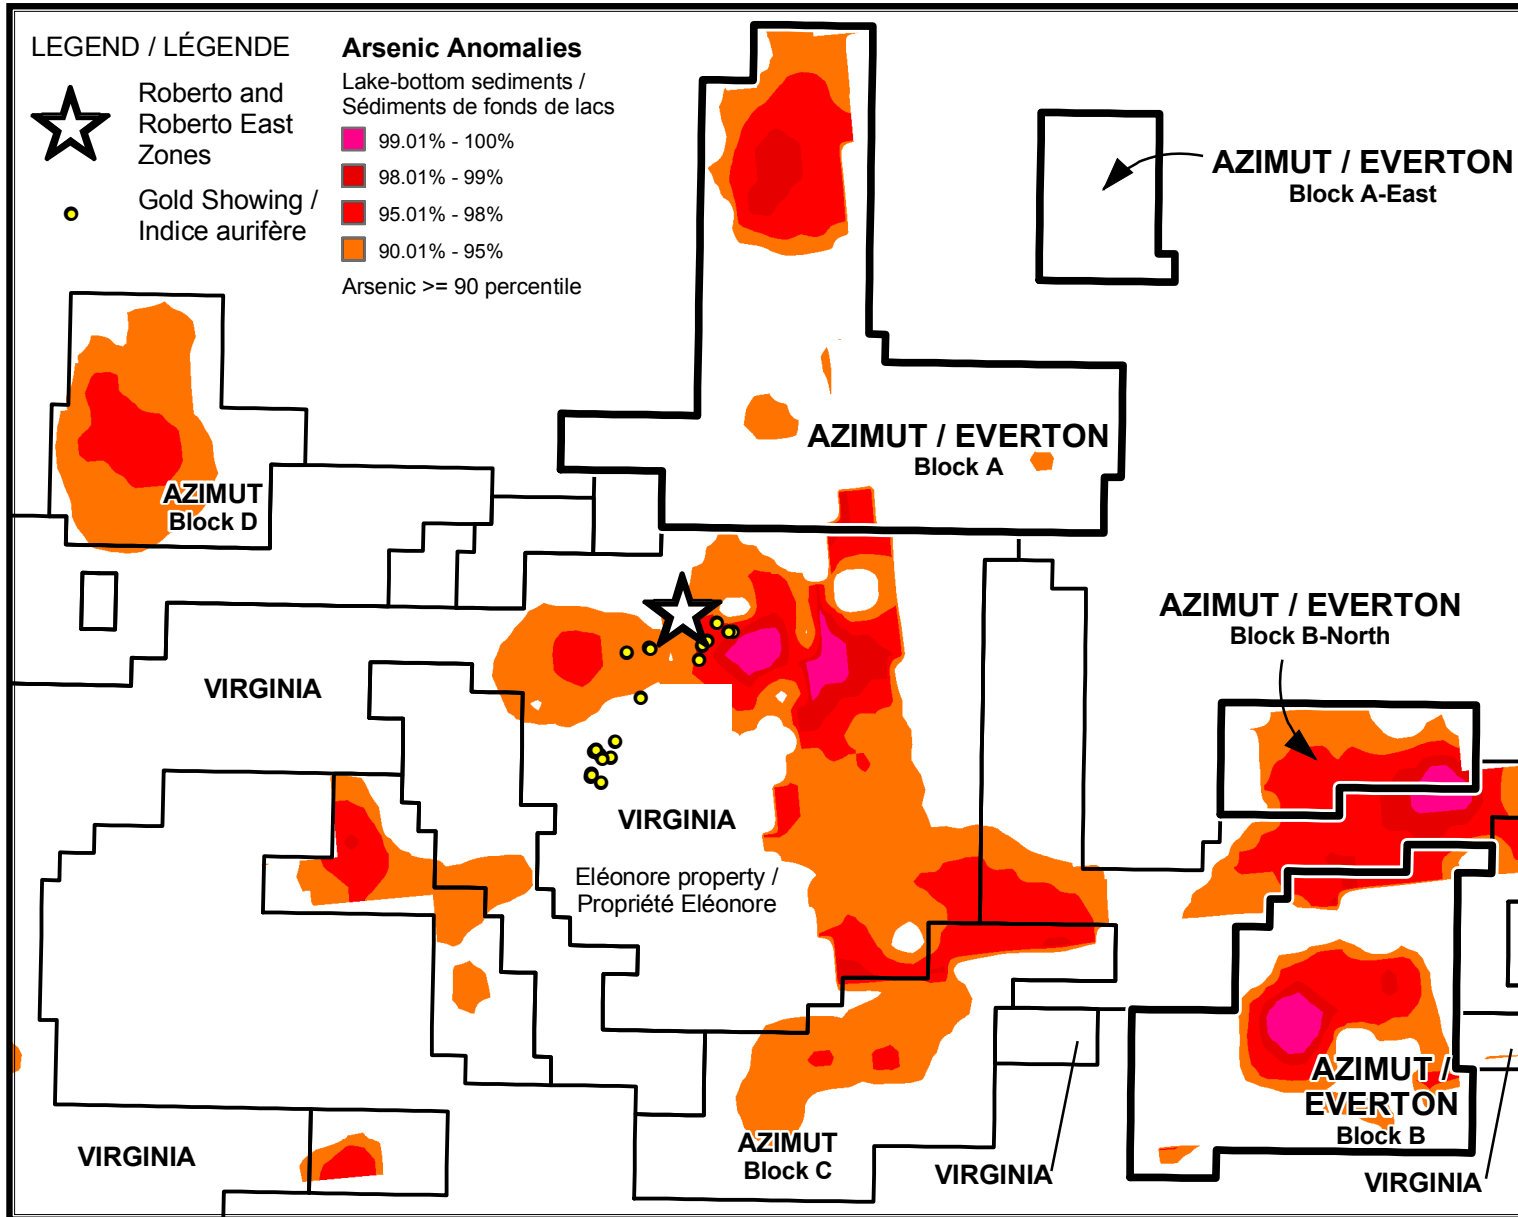 LEGEND / LÉGENDE
Roberto and
Roberto East
Zones
Gold Showing /
Indice aurifère
Arsenic Anomalies
Lake-bottom sediments /
Sédiments de fonds de lacs
99.01% - 100%
98.01% - 99%
95.01% - 98%
90.01% - 95%
Arsenic >= 90 percentile
AZIMUT / EVERTON
Block A-East
AZIMUT / EVERTON
Block A
AZIMUT
Block D
AZIMUT / EVERTON
Block B-North
VIRGINIA
VIRGINIA
Eléonore property /
Propriété Eléonore
AZIMUT /
EVERTON
Block B
AZIMUT
Block C
VIRGINIA
VIRGINIA
VIRGINIA